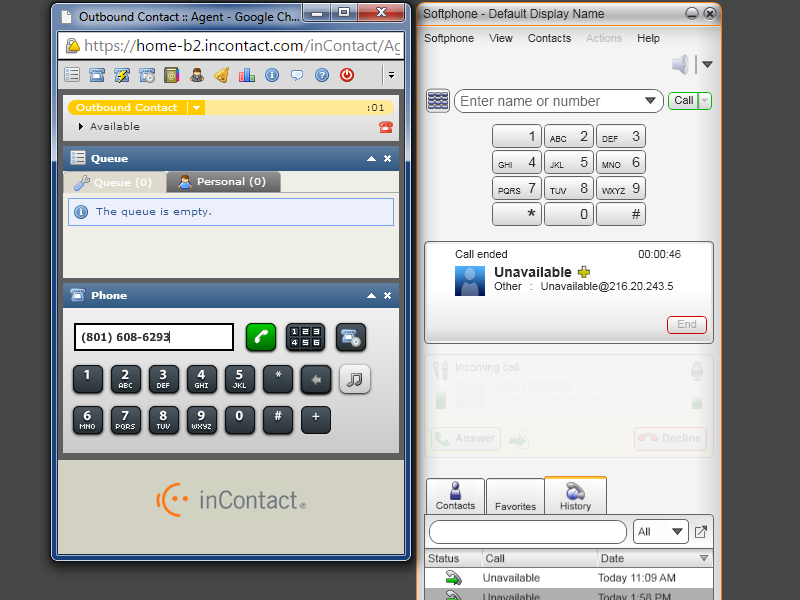 Outbound Contact :: Agent - Google Ch...
https://home-b2.incontact.com/inContact/Ag
Outbound Contact
:01
Available
Queue
Queue (0)
Personal (0)
The queue is empty.
Phone
(801) 608-6293
1 2 3
4 5 6
1
2 ABC
3 DEF
4 GHI
5 JKL
*
6 MNO
7 PQRS
8 TUV
9 WXYZ
0
#
+
inContact®
Softphone - Default Display Name
Softphone View Contacts Actions Help
Enter name or number
Call
1
ABC 2
DEF 3
GHI 4
JKL 5
MNO 6
PQRS 7
TUV 8
WXYZ 9
*
0
#
Call ended 00:00:46
Unavailable
Other : Unavailable@216.20.243.5
End
Incoming call
Unavailable
Answer
Decline
Contacts
Favorites
History
All
Status Call Date
Unavailable Today 11:09 AM
Unavailable Today 1:58 PM